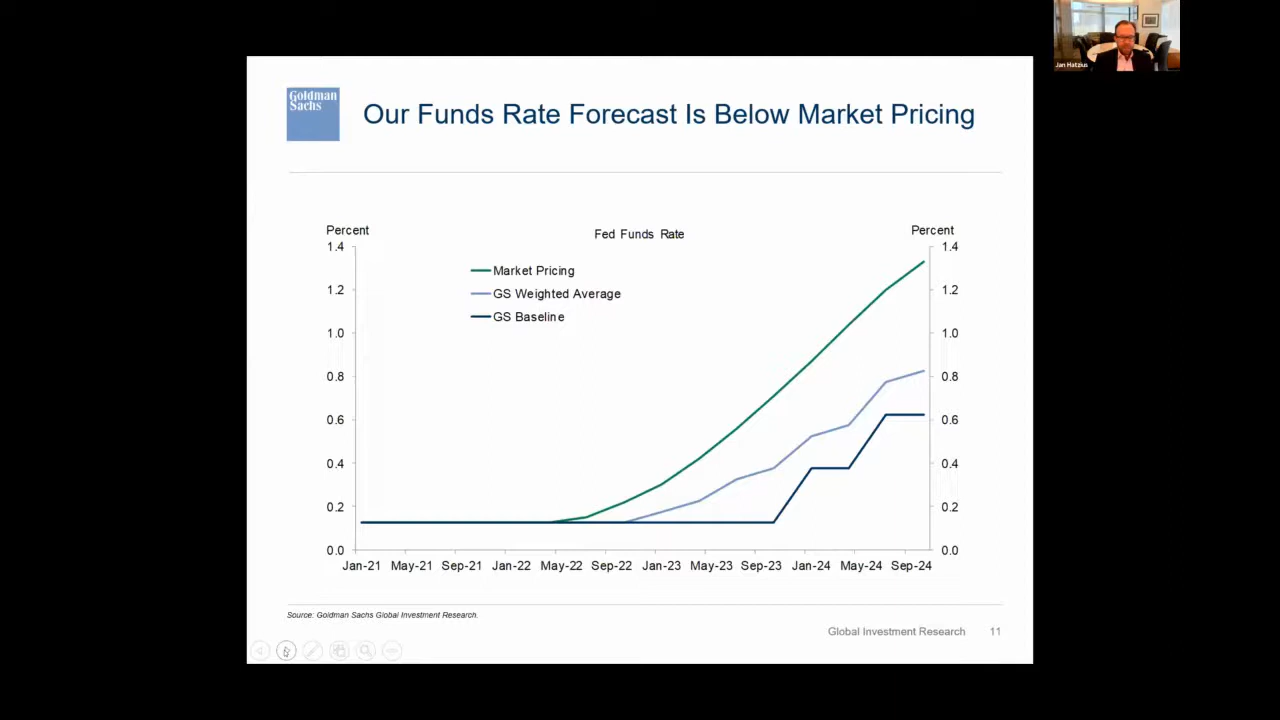 Jan Hatzius
Goldman
Sachs
Our Funds Rate Forecast Is Below Market Pricing
Percent
Fed Funds Rate
Percent
1.4
1.4
Market Pricing
1.2
GS Weighted Average
1.2
GS Baseline
1.0
1.0
0.8
0.8
0.6
0.6
0.4
0.4
0.2
0.2
0.0
0.0
Jan-21 May-21 Sep-21 Jan-22 May-22 Sep-22 Jan-23 May-23 Sep-23 Jan-24 May-24 Sep-24
Source: Goldman Sachs Global Investment Research.
Global Investment Research 11